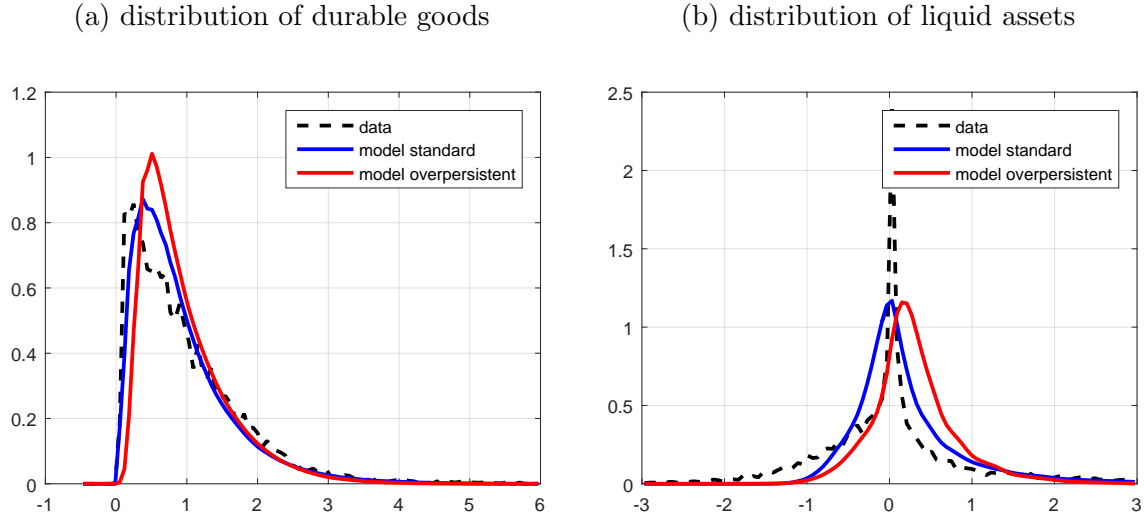 (a) distribution of durable goods
(b) distribution of liquid assets
1.2
1
0.8
0.6
0.4
0.2
0
-1 0 1 2 3 4 5 6
data
model standard
model overpersistent
2.5
2
1.5
1
0.5
0
-3 -2 -1 0 1 2 3
data
model standard
model overpersistent